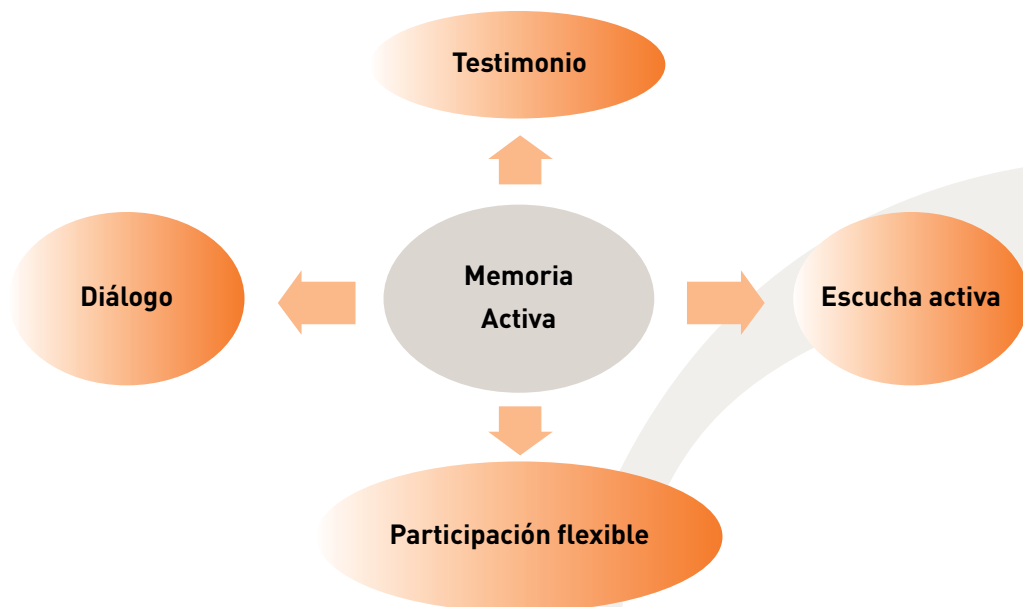 Testimonio
Diálogo
Memoria
Activa
Escucha activa
Participación flexible